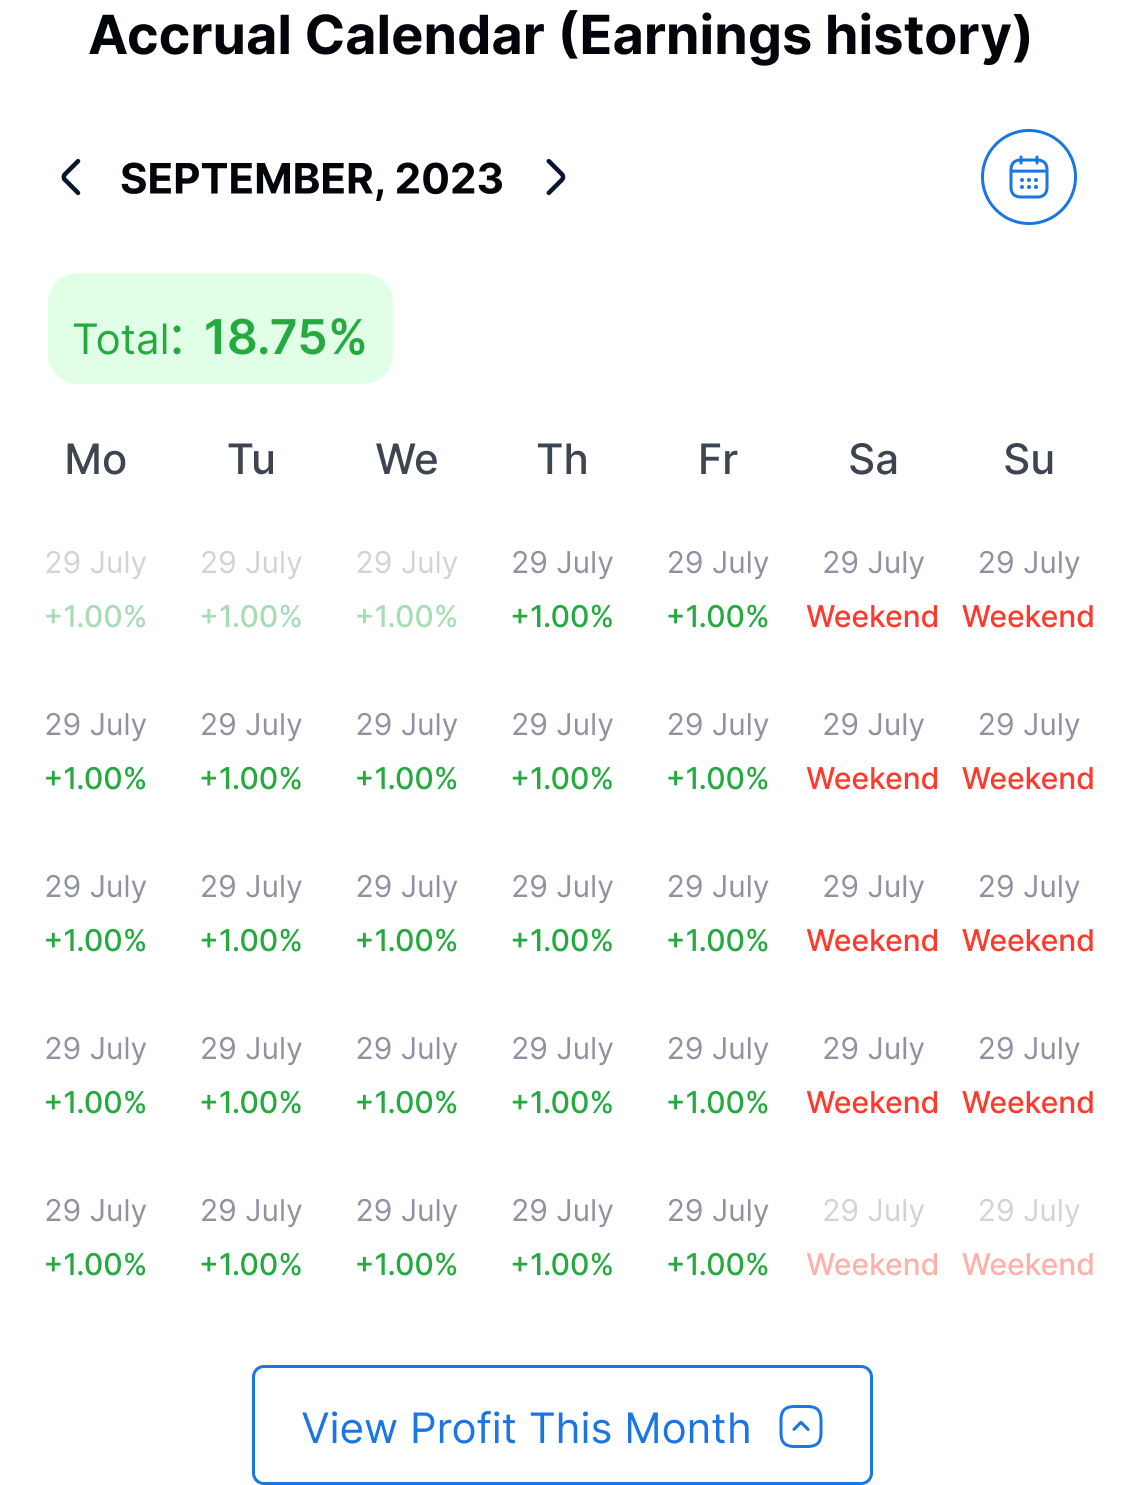 Accrual Calendar (Earnings history)
SEPTEMBER, 2023
Total: 18.75%
Mo Tu We Th Fr Sa Su
29 July 29 July 29 July 29 July 29 July 29 July 29 July
+1.00% +1.00% +1.00% +1.00% +1.00% Weekend Weekend
29 July 29 July 29 July 29 July 29 July 29 July 29 July
+1.00% +1.00% +1.00% +1.00% +1.00% Weekend Weekend
29 July 29 July 29 July 29 July 29 July 29 July 29 July
+1.00% +1.00% +1.00% +1.00% +1.00% Weekend Weekend
29 July 29 July 29 July 29 July 29 July 29 July 29 July
+1.00% +1.00% +1.00% +1.00% +1.00% Weekend Weekend
29 July 29 July 29 July 29 July 29 July 29 July 29 July
+1.00% +1.00% +1.00% +1.00% +1.00% Weekend Weekend
View Profit This Month